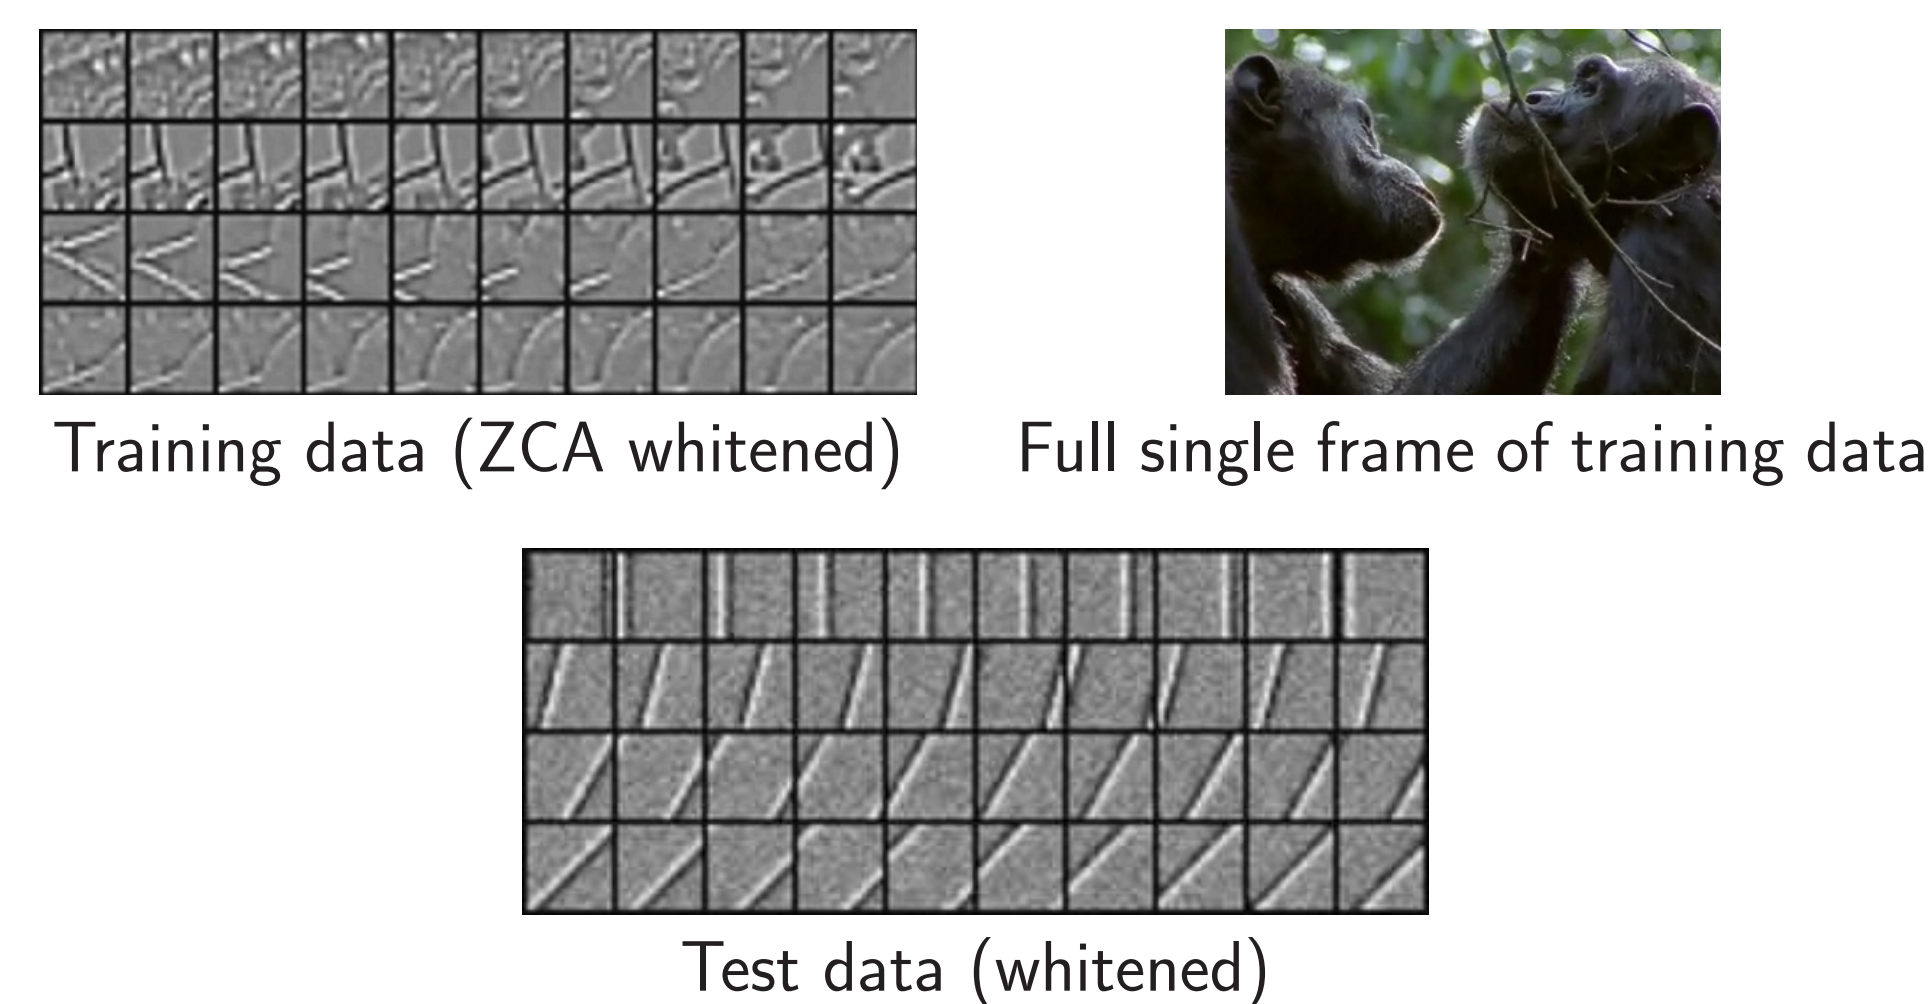 Training data (ZCA whitened)
Full single frame of training data
Test data (whitened)